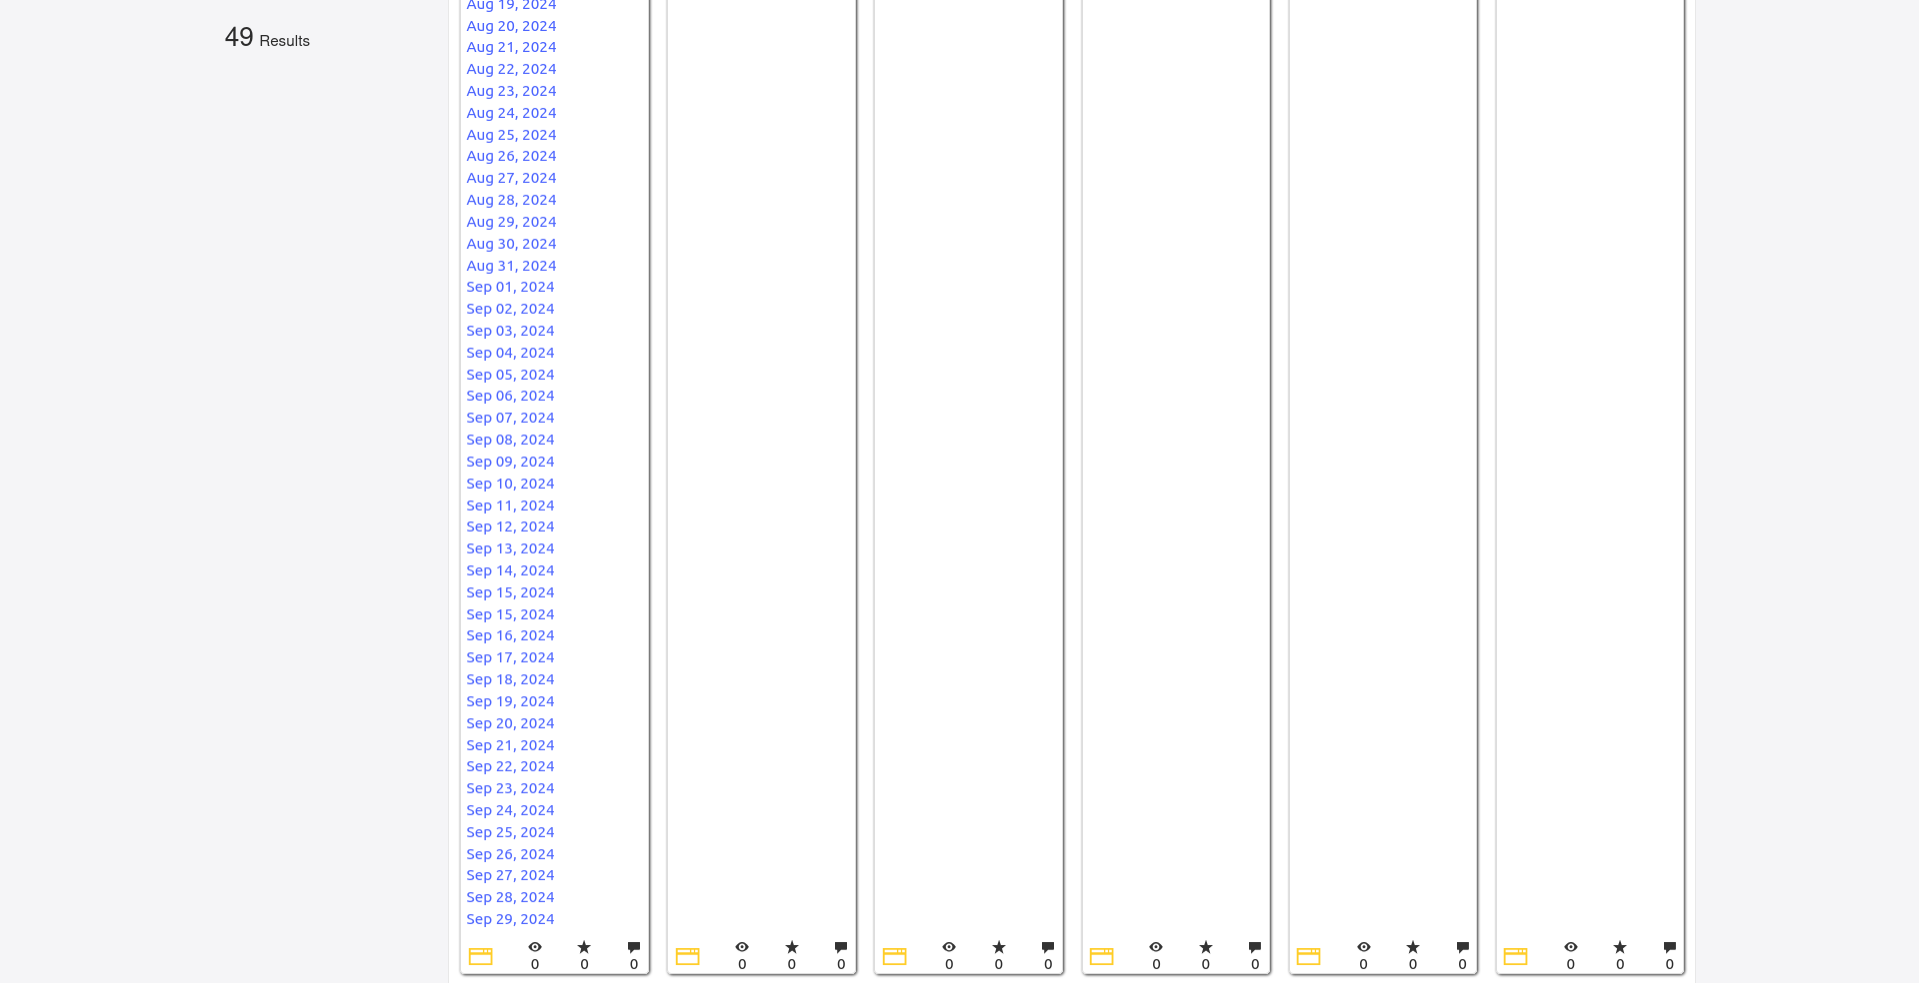 49 Results
Aug 19, 2024
Aug 20, 2024
Aug 21, 2024
Aug 22, 2024
Aug 23, 2024
Aug 24, 2024
Aug 25, 2024
Aug 26, 2024
Aug 27, 2024
Aug 28, 2024
Aug 29, 2024
Aug 30, 2024
Aug 31, 2024
Sep 01, 2024
Sep 02, 2024
Sep 03, 2024
Sep 04, 2024
Sep 05, 2024
Sep 06, 2024
Sep 07, 2024
Sep 08, 2024
Sep 09, 2024
Sep 10, 2024
Sep 11, 2024
Sep 12, 2024
Sep 13, 2024
Sep 14, 2024
Sep 15, 2024
Sep 15, 2024
Sep 16, 2024
Sep 17, 2024
Sep 18, 2024
Sep 19, 2024
Sep 20, 2024
Sep 21, 2024
Sep 22, 2024
Sep 23, 2024
Sep 24, 2024
Sep 25, 2024
Sep 26, 2024
Sep 27, 2024
Sep 28, 2024
Sep 29, 2024
0 0 0 0 0 0 0 0 0 0 0 0 0 0 0 0 0 0